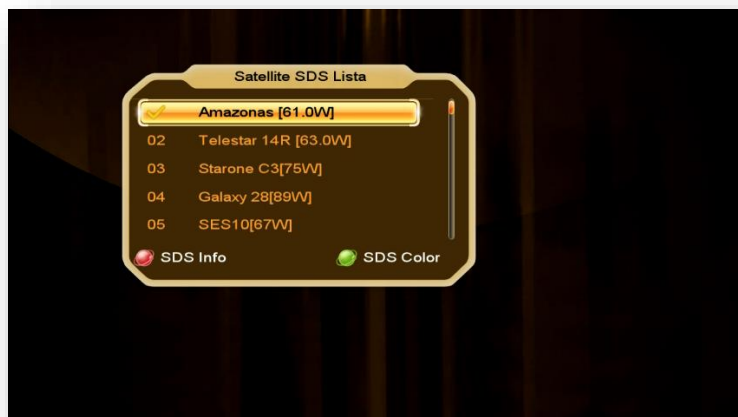 Satellite SDS Lista
Amazonas [61.0W]
02 Telestar 14R [63.0W]
03 Starone C3[75W]
04 Galaxy 28[89W]
05 SES10[67W]
SDS Info SDS Color